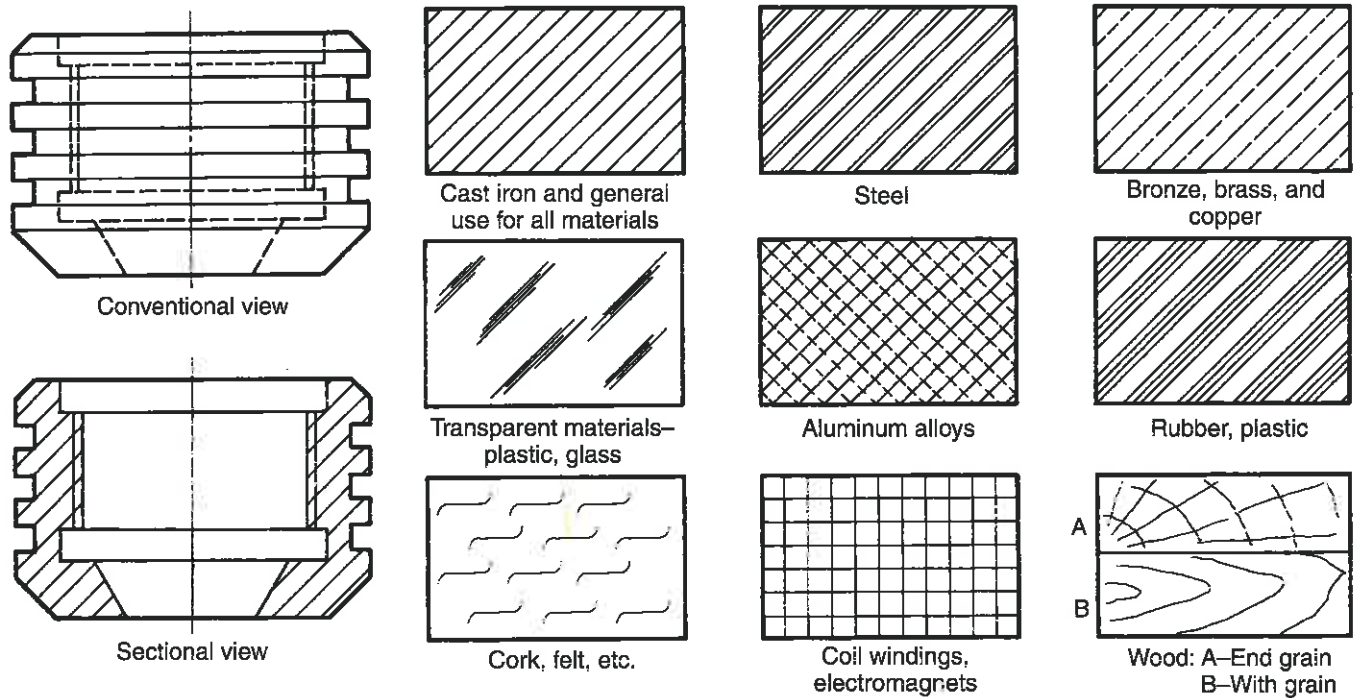 Conventional view
Sectional view
Cast iron and general
use for all materials
Steel
Bronze, brass, and
copper
Transparent materials–
plastic, glass
Aluminum alloys
Rubber, plastic
Cork, felt, etc.
Coil windings,
electromagnets
A
B
Wood: A–End grain
B–With grain